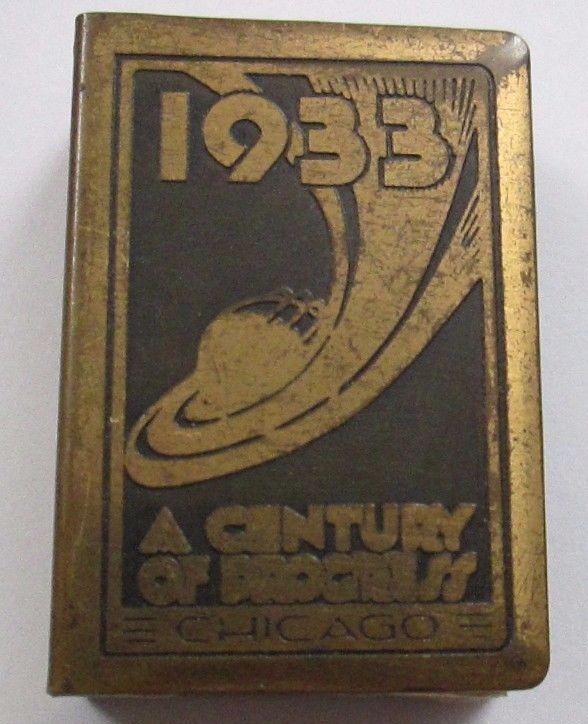 1933
A CENTURY
OF PROGRESS
CHICAGO